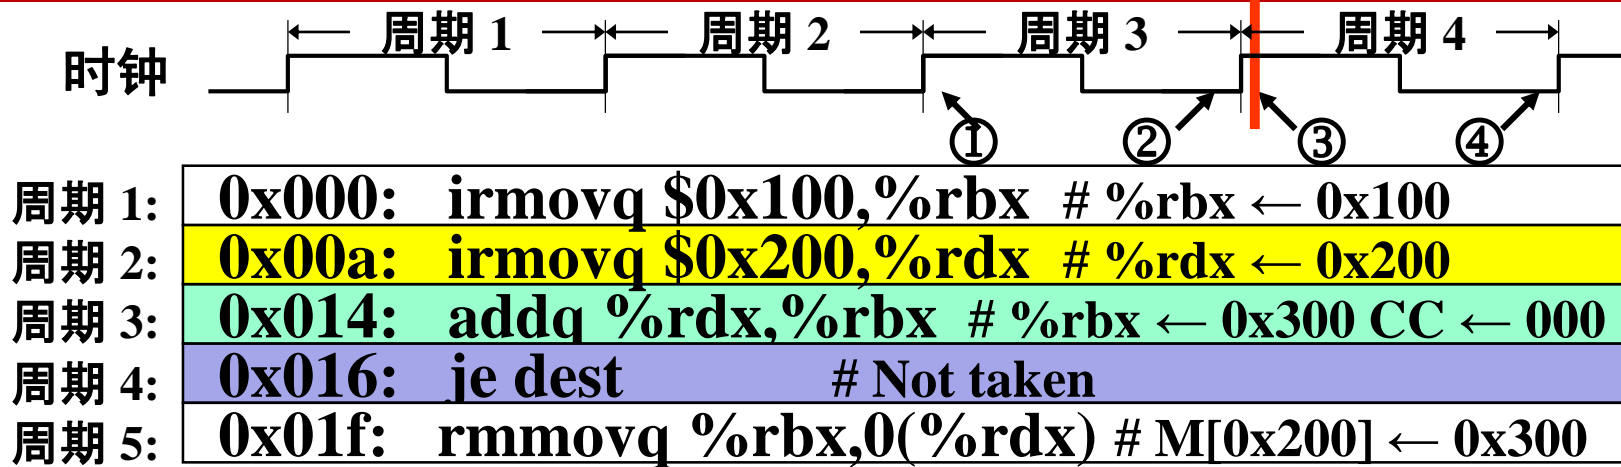 周期 1 周期 2 周期 3 周期 4
时钟
① ② ③ ④
周期 1: 0x000: irmovq $0x100,%rbx # %rbx ← 0x100
周期 2: 0x00a: irmovq $0x200,%rdx # %rdx ← 0x200
周期 3: 0x014: addq %rdx,%rbx # %rbx ← 0x300 CC ← 000
周期 4: 0x016: je dest # Not taken
周期 5: 0x01f: rmmovq %rbx,0(%rdx) # M[0x200] ← 0x300